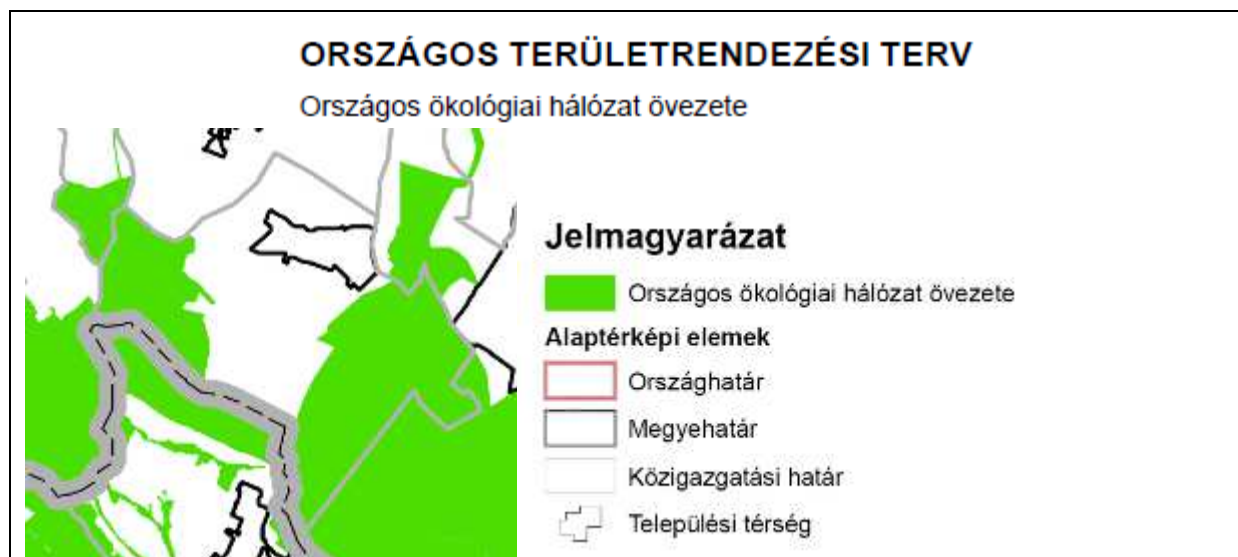 ORSZÁGOS TERÜLETRENDEZÉSI TERV
Országos ökológiai hálózat övezete
Jelmagyarázat
Országos ökológiai hálózat övezete
Alaptérképi elemek
Országhatár
Megyehatár
Közigazgatási határ
Települési térség